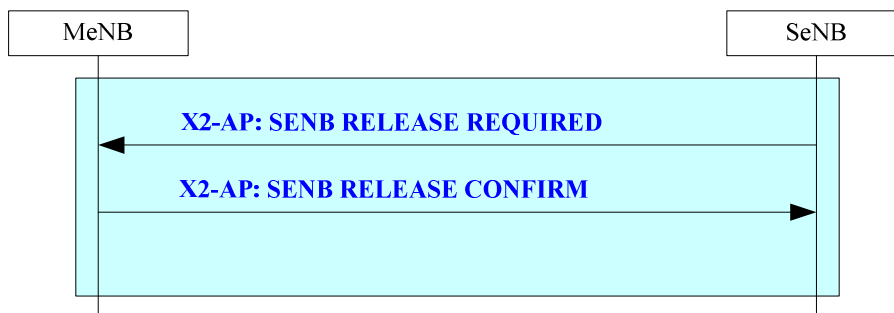 MeNB
SeNB
X2-AP: SENB RELEASE REQUIRED
X2-AP: SENB RELEASE CONFIRM